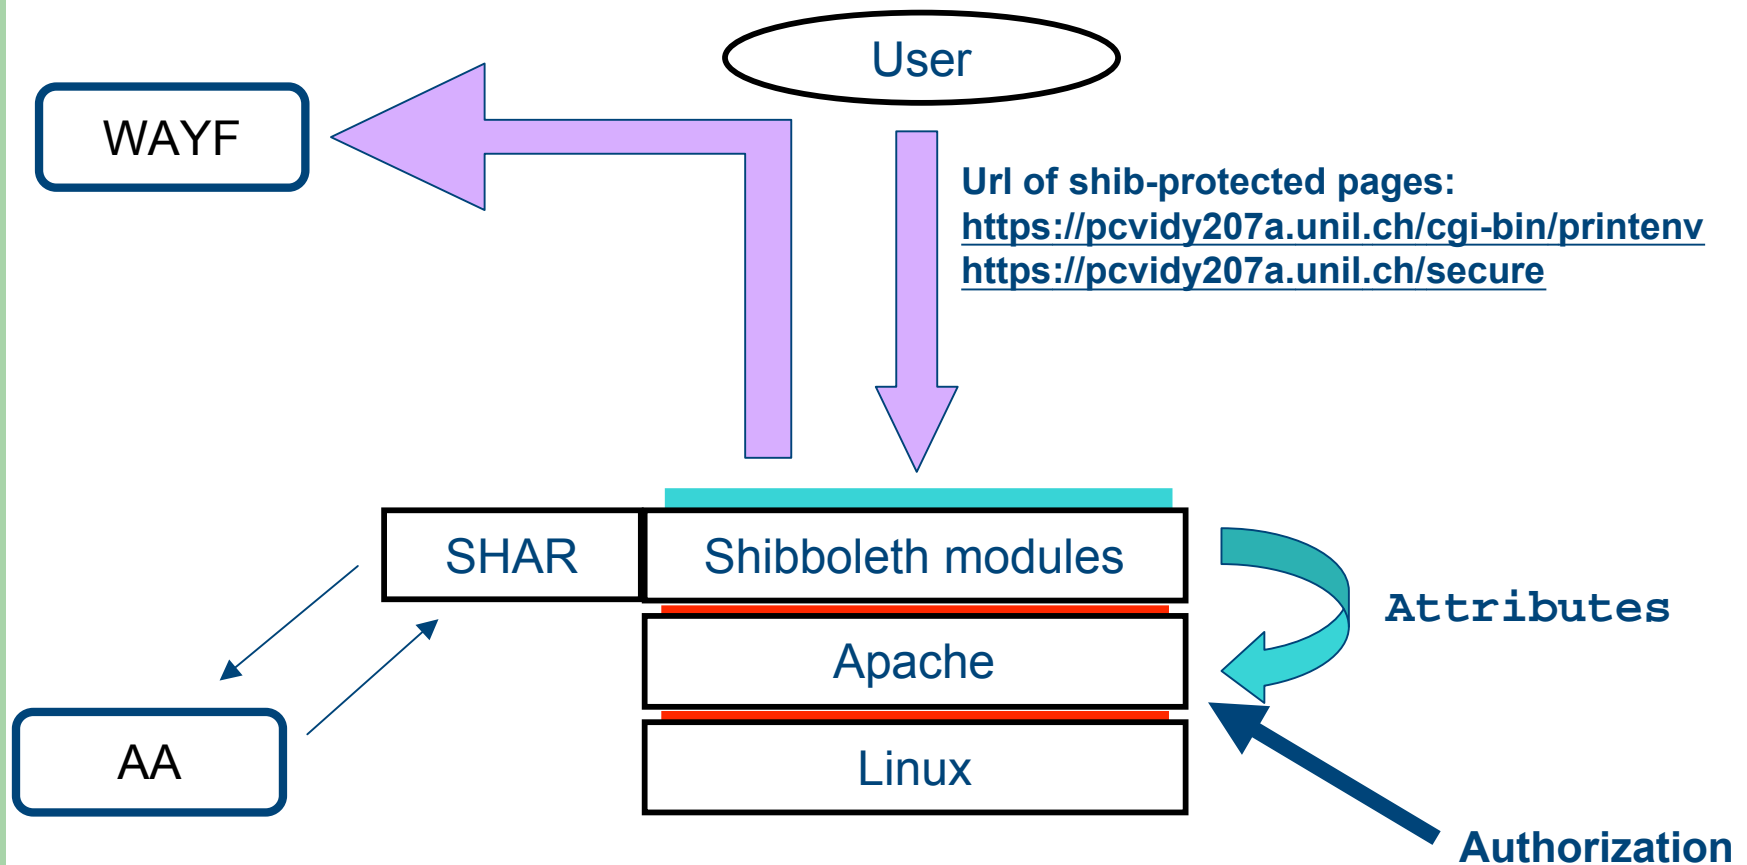 User
WAYF
Url of shib-protected pages:
https://pcvidy207a.unil.ch/cgi-bin/printenv
https://pcvidy207a.unil.ch/secure
SHAR
Shibboleth modules
Attributes
Apache
AA
Linux
Authorization